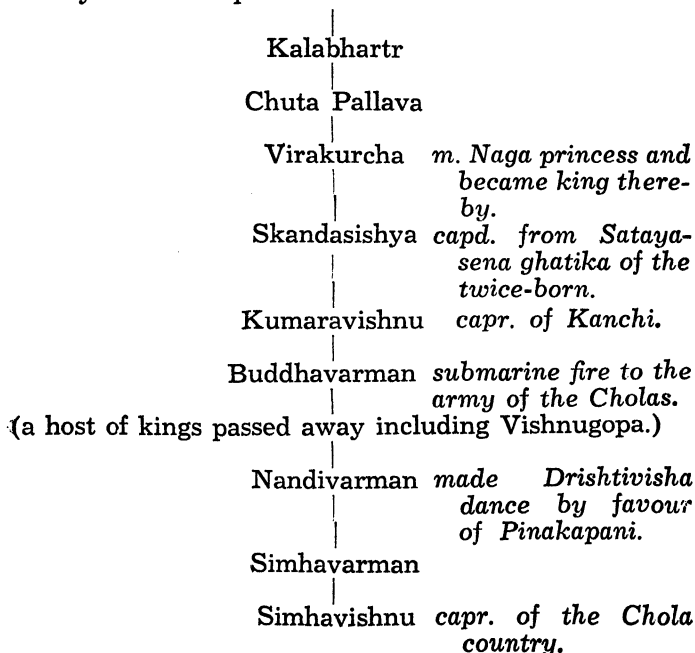 Kalabhartr
Chuta Pallava
Virakurcha m. Naga princess and
became king there-
by.
Skandasishya capd. from Sataya-
sena ghatika of the
twice-born.
Kumaravishnu capr. of Kanchi.
Buddhavarman submarine fire to the
army of the Cholas.
(a host of kings passed away including Vishnugopa.)
Nandivarman made Drishtivisha
dance by favour
of Pinakapani.
Simhavarman
Simhavishnu capr. of the Chola
country.